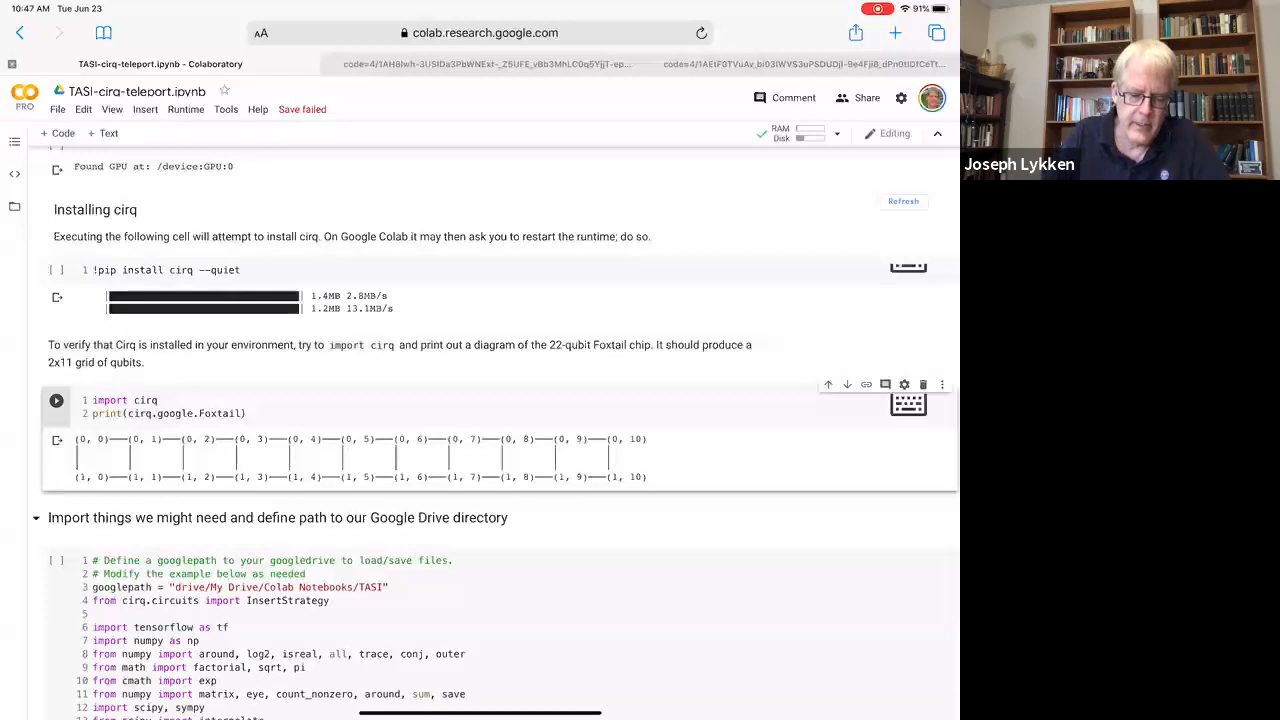 10:47 AM Tue Jun 23
91%
AA
colab.research.google.com
TASI-cirq-teleport.ipynb - Colaboratory
CO
PRO
TASI-cirq-teleport.ipynb
File Edit View Insert Runtime Tools Help Save failed
Comment
Share
+ Code + Text
RAM
Disk
Editing
Found GPU at: /device:GPU:0
Installing cirq
Refresh
Executing the following cell will attempt to install cirq. On Google Colab it may then ask you to restart the runtime; do so.
[ ] 1 !pip install cirq --quiet
1.4MB 2.8MB/s
1.2MB 13.1MB/s
To verify that Cirq is installed in your environment, try to import cirq and print out a diagram of the 22-qubit Foxtail chip. It should produce a
2x11 grid of qubits.
1 import cirq
2 print(cirq.google.Foxtail)
(0, 0)───(0, 1)───(0, 2)───(0, 3)───(0, 4)───(0, 5)───(0, 6)───(0, 7)───(0, 8)───(0, 9)───(0, 10)
(1, 0)───(1, 1)───(1, 2)───(1, 3)───(1, 4)───(1, 5)───(1, 6)───(1, 7)───(1, 8)───(1, 9)───(1, 10)
Import things we might need and define path to our Google Drive directory
[ ] 1 # Define a googlepath to your googledrive to load/save files.
2 # Modify the example below as needed
3 googlepath = "drive/My Drive/Colab Notebooks/TASI"
4 from cirq.circuits import InsertStrategy
5
6 import tensorflow as tf
7 import numpy as np
8 from numpy import around, log2, isreal, all, trace, conj, outer
9 from math import factorial, sqrt, pi
10 from cmath import exp
11 from numpy import matrix, eye, count_nonzero, around, sum, save
12 import scipy, sympy
13 from scipy import interpolate
Joseph Lykken